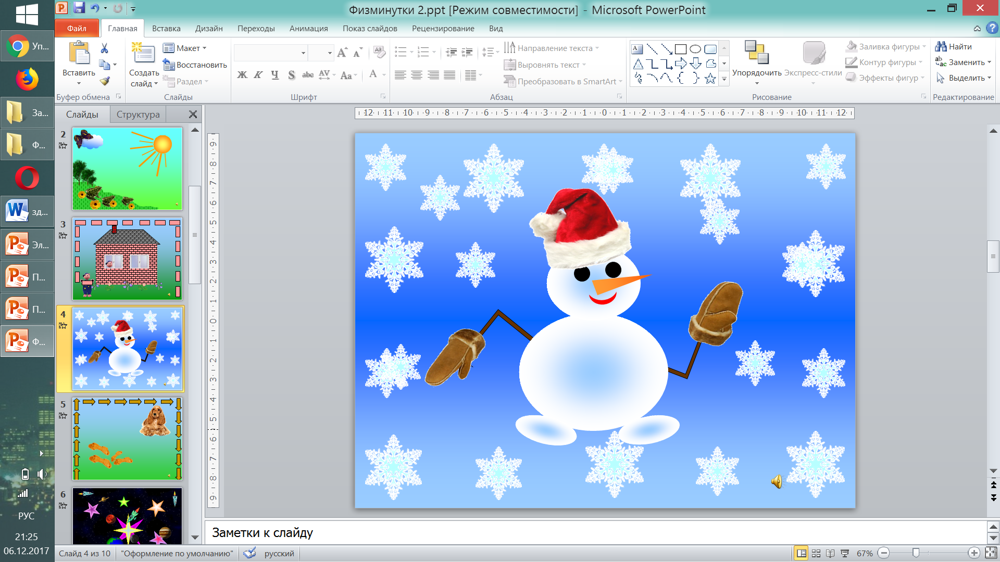 Физминутки 2.ppt [Режим совместимости] - Microsoft PowerPoint
Файл Главная Вставка Дизайн Переходы Анимация Показ слайдов Рецензирование Вид
Вставить
Буфер обмена
Создать слайд
Макет
Восстановить
Раздел
Слайды
Ж К Ч S abc AV Aa A
Шрифт
Направление текста
Выровнять текст
Преобразовать в SmartArt
Абзац
Упорядочить
Экспресс-стили
Заливка фигуры
Контур фигуры
Эффекты фигур
Рисование
Найти
Заменить
Выделить
Редактирование
Уп...
За...
Ф...
зд...
Эл...
П...
П...
Ф...
РУС
21:25
06.12.2017
Слайды Структура
2
3
4
5
6
12 11 10 9 8 7 6 5 4 3 2 1 0 1 2 3 4 5 6 7 8 9 10 11 12
9 8 7 6 5 4 3 2 1 0 1 2 3 4 5 6 7 8 9
Заметки к слайду
Слайд 4 из 10 "Оформление по умолчанию" русский 67%